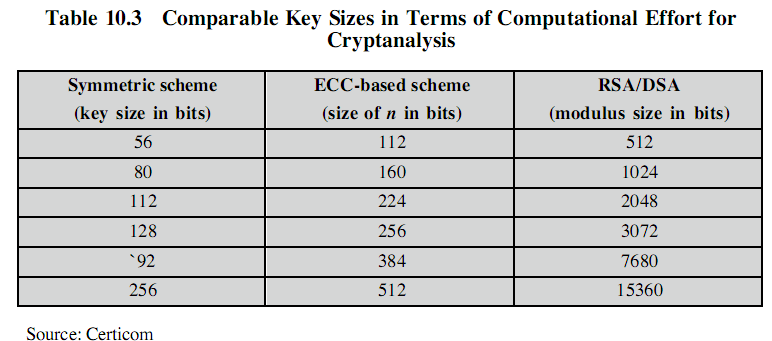 Table 10.3 Comparable Key Sizes in Terms of Computational Effort for
Cryptanalysis
Symmetric scheme ECC-based scheme RSA/DSA
(key size in bits) (size of n in bits) (modulus size in bits)
56 112 512
80 160 1024
112 224 2048
128 256 3072
`92 384 7680
256 512 15360
Source: Certicom